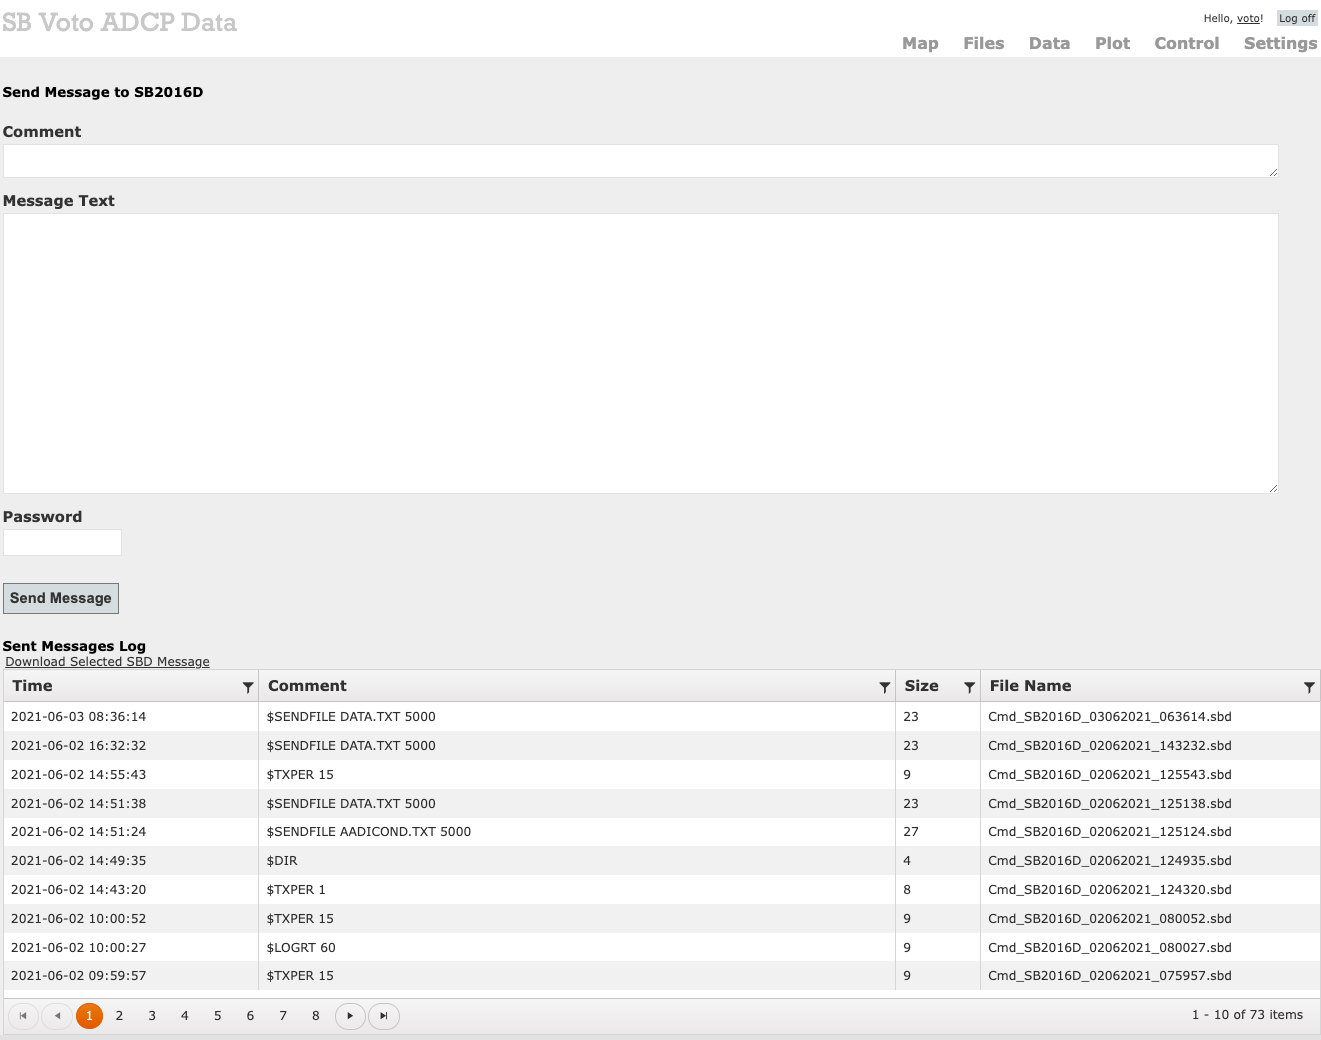 SB Voto ADCP Data
Hello, voto! Log off
Map Files Data Plot Control Settings
Send Message to SB2016D
Comment
Message Text
Password
Send Message
Sent Messages Log
Download Selected SBD Message
Time Comment Size File Name
2021-06-03 08:36:14 $SENDFILE DATA.TXT 5000 23 Cmd_SB2016D_03062021_063614.sbd
2021-06-02 16:32:32 $SENDFILE DATA.TXT 5000 23 Cmd_SB2016D_02062021_143232.sbd
2021-06-02 14:55:43 $TXPER 15 9 Cmd_SB2016D_02062021_125543.sbd
2021-06-02 14:51:38 $SENDFILE DATA.TXT 5000 23 Cmd_SB2016D_02062021_125138.sbd
2021-06-02 14:51:24 $SENDFILE AADICOND.TXT 5000 27 Cmd_SB2016D_02062021_125124.sbd
2021-06-02 14:49:35 $DIR 4 Cmd_SB2016D_02062021_124935.sbd
2021-06-02 14:43:20 $TXPER 1 8 Cmd_SB2016D_02062021_124320.sbd
2021-06-02 10:00:52 $TXPER 15 9 Cmd_SB2016D_02062021_080052.sbd
2021-06-02 10:00:27 $LOGRT 60 9 Cmd_SB2016D_02062021_080027.sbd
2021-06-02 09:59:57 $TXPER 15 9 Cmd_SB2016D_02062021_075957.sbd
1 2 3 4 5 6 7 8 1 - 10 of 73 items